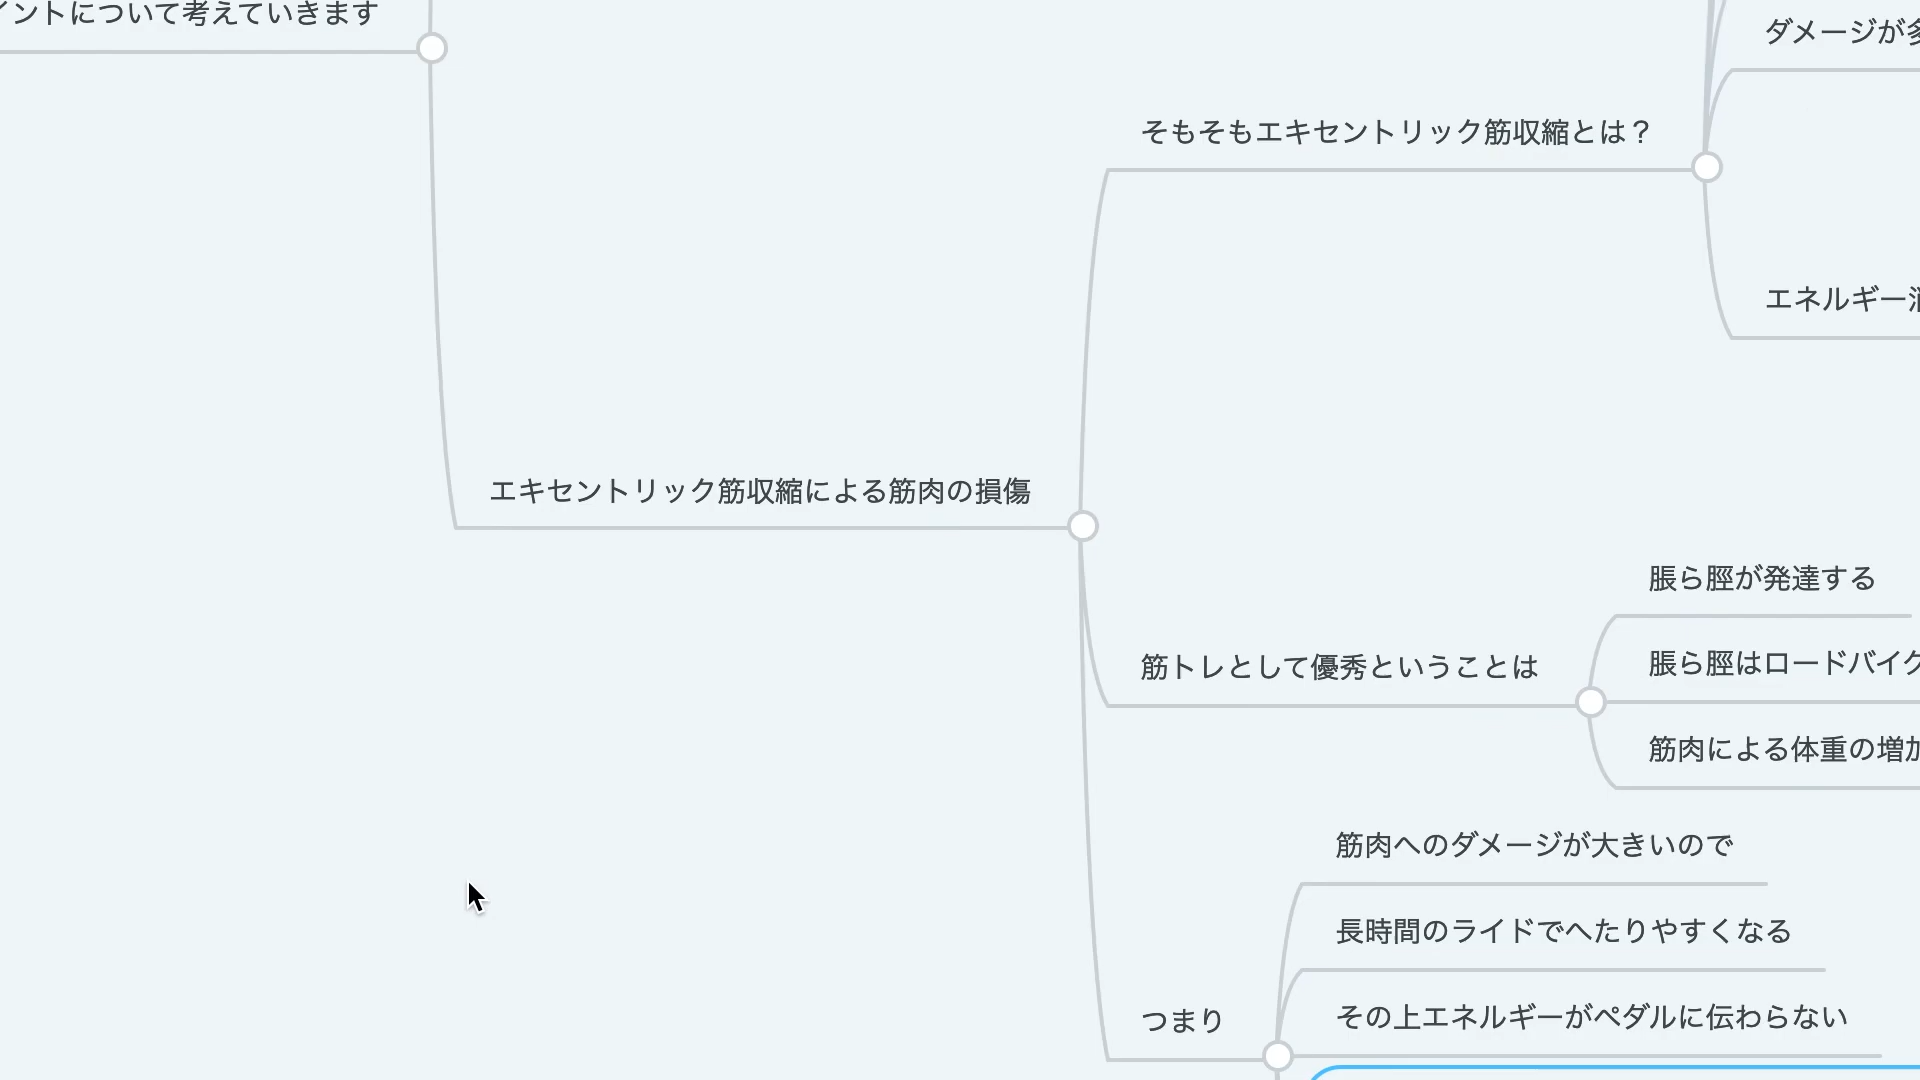 ントについて考えていきます
ダメージが
そもそもエキセントリック筋収縮とは？
エネルギー
エキセントリック筋収縮による筋肉の損傷
脹ら脛が発達する
脹ら脛はロードバイク
筋トレとして優秀ということは
筋肉による体重の増加
筋肉へのダメージが大きいので
長時間のライドでへたりやすくなる
その上エネルギーがペダルに伝わらない
つまり